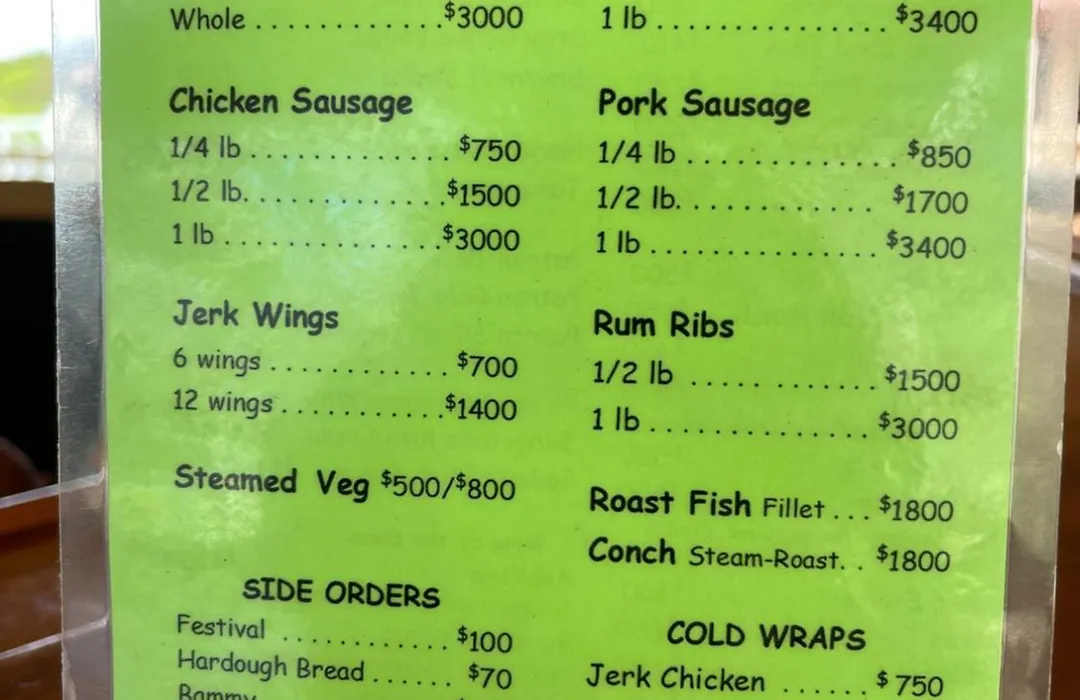 Whole ............. $3000
Chicken Sausage
1/4 lb ............. $750
1/2 lb. ............. $1500
1 lb .............. $3000
Jerk Wings
6 wings ............ $700
12 wings ........... $1400
Steamed Veg $500/$800
SIDE ORDERS
Festival ........... $100
Hardough Bread ...... $70
Bammy
1 lb ............... $3400
Pork Sausage
1/4 lb .............. $850
1/2 lb. ............ $1700
1 lb .............. $3400
Rum Ribs
1/2 lb ............ $1500
1 lb .............. $3000
Roast Fish Fillet ... $1800
Conch Steam-Roast. . $1800
COLD WRAPS
Jerk Chicken ...... $750